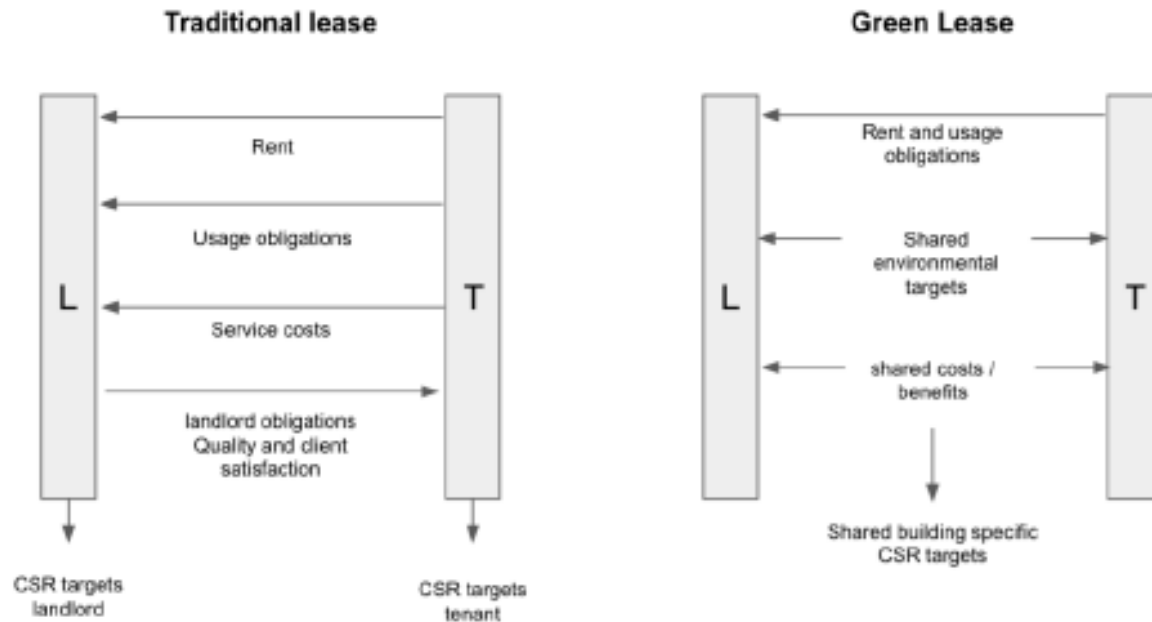 Traditional lease
Rent
Usage obligations
L
T
Service costs
landlord obligations
Quality and client
satisfaction
CSR targets
landlord
CSR targets
tenant
Green Lease
Rent and usage
obligations
Shared
environmental
targets
L
T
shared costs /
benefits
Shared building specific
CSR targets